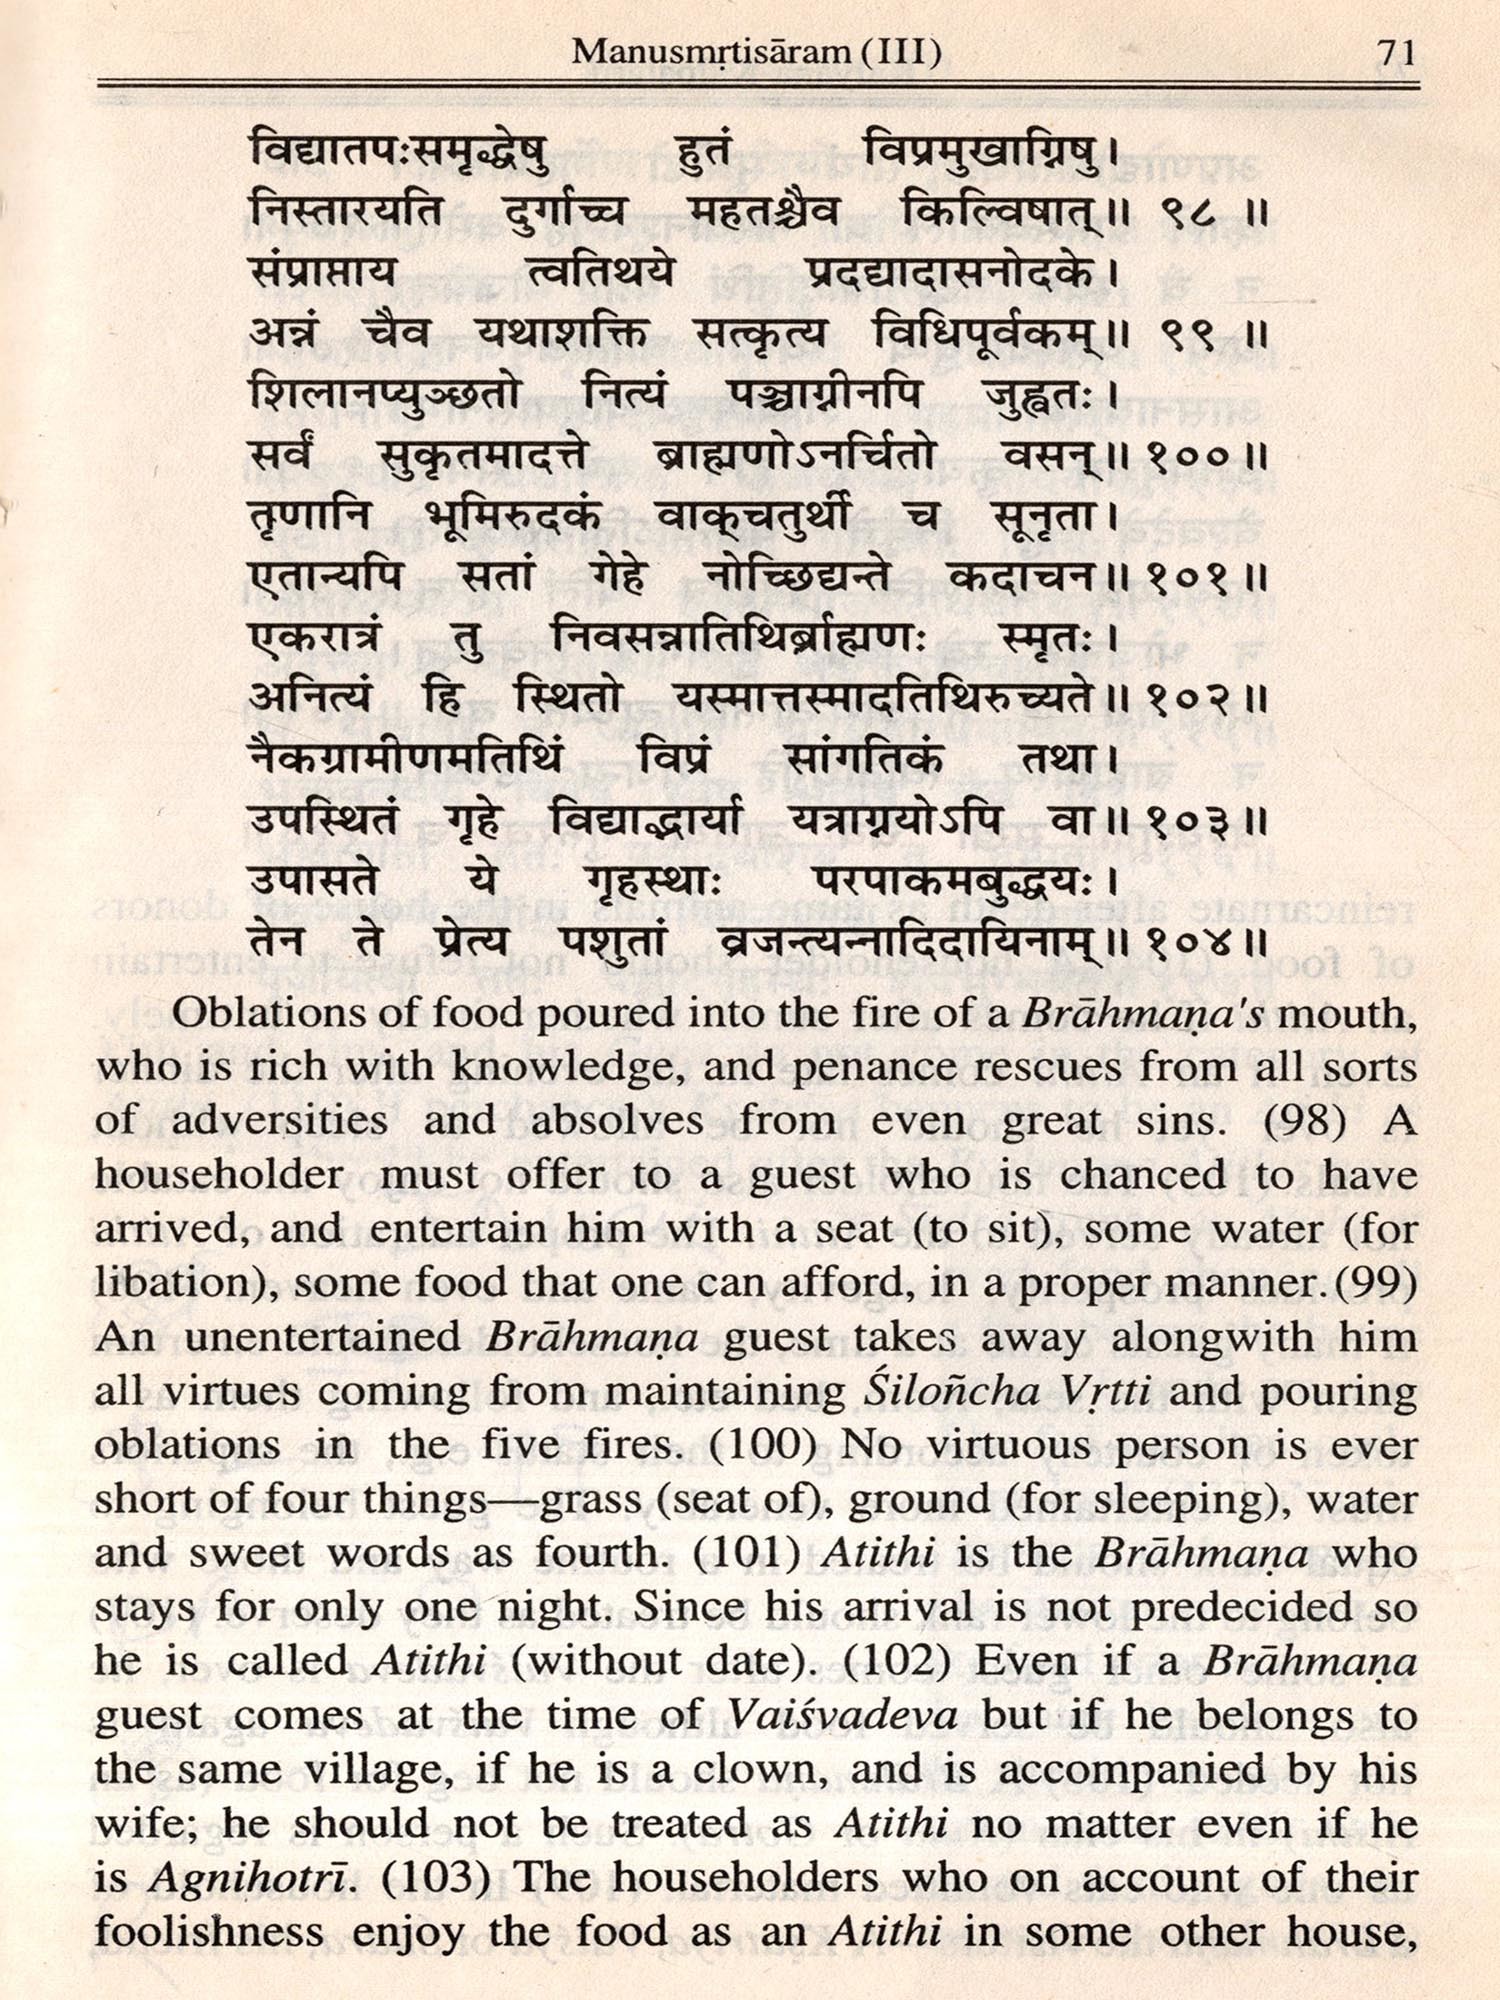 Manusmṛtisāram (III) 71
विद्यातपःसमृद्धेषु हुतं विप्रमुखाग्निषु।
निस्तारयति दुर्गाच्च महतश्चैव किल्विषात्॥ ९८ ॥
संप्राप्ताय त्वतिथये प्रदद्यादासनोदके।
अन्नं चैव यथाशक्ति सत्कृत्य विधिपूर्वकम्॥ ९९ ॥
शिलानप्युञ्छतो नित्यं पञ्चाग्नीनपि जुह्वतः।
सर्वं सुकृतमादत्ते ब्राह्मणोऽनर्चितो वसन्॥ १०० ॥
तृणानि भूमिरुदकं वाक्चतुर्थी च सूनृता।
एतान्यपि सतां गेहे नोच्छिद्यन्ते कदाचन॥ १०१ ॥
एकरात्रं तु निवसन्नातिथिर्ब्राह्मणः स्मृतः।
अनित्यं हि स्थितो यस्मात्तस्मादतिथिरुच्यते॥ १०२ ॥
नैकग्रामीणमतिथिं विप्रं सांगतिकं तथा।
उपस्थितं गृहे विद्याद्भार्या यत्राग्नयोऽपि वा॥ १०३ ॥
उपासते ये गृहस्थाः परपाकमबुद्धयः।
तेन ते प्रेत्य पशुतां व्रजन्त्यन्नादिदायिनाम्॥ १०४ ॥
Oblations of food poured into the fire of a Brāhmaṇa's mouth,
who is rich with knowledge, and penance rescues from all sorts
of adversities and absolves from even great sins. (98) A
householder must offer to a guest who is chanced to have
arrived, and entertain him with a seat (to sit), some water (for
libation), some food that one can afford, in a proper manner.(99)
An unentertained Brāhmaṇa guest takes away alongwith him
all virtues coming from maintaining Śiloñcha Vṛtti and pouring
oblations in the five fires. (100) No virtuous person is ever
short of four things—grass (seat of), ground (for sleeping), water
and sweet words as fourth. (101) Atithi is the Brāhmaṇa who
stays for only one night. Since his arrival is not predecided so
he is called Atithi (without date). (102) Even if a Brāhmaṇa
guest comes at the time of Vaiśvadeva but if he belongs to
the same village, if he is a clown, and is accompanied by his
wife; he should not be treated as Atithi no matter even if he
is Agnihotrī. (103) The householders who on account of their
foolishness enjoy the food as an Atithi in some other house,